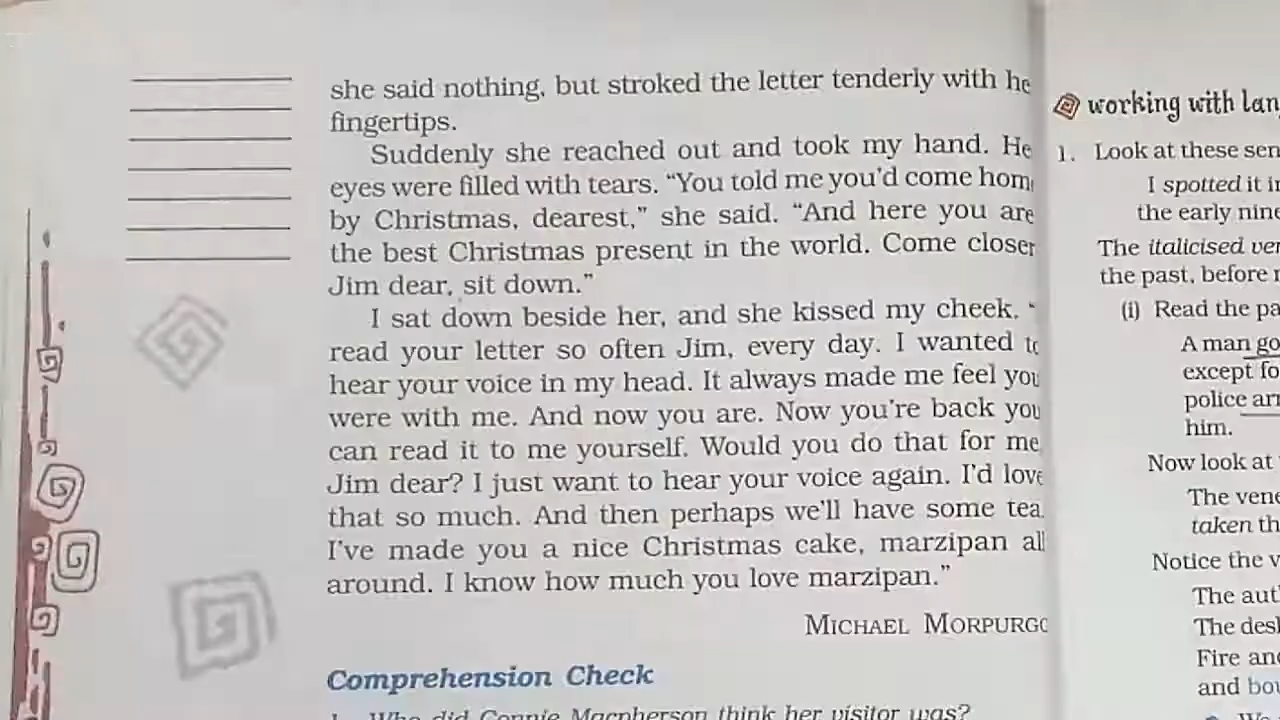 she said nothing, but stroked the letter tenderly with he
fingertips.
Suddenly she reached out and took my hand. He
eyes were filled with tears. “You told me you’d come hom
by Christmas, dearest,” she said. “And here you are
the best Christmas present in the world. Come closer
Jim dear, sit down.”
I sat down beside her, and she kissed my cheek. “
read your letter so often Jim, every day. I wanted to
hear your voice in my head. It always made me feel you
were with me. And now you are. Now you’re back you
can read it to me yourself. Would you do that for me
Jim dear? I just want to hear your voice again. I’d love
that so much. And then perhaps we’ll have some tea.
I’ve made you a nice Christmas cake, marzipan all
around. I know how much you love marzipan.”
MICHAEL MORPURGO
Comprehension Check
1. Who did Connie Macpherson think her visitor was?
working with lan
1. Look at these sen
I spotted it in
the early nine
The italicised ver
the past, before
(i) Read the pa
A man go
except fo
police arr
him.
Now look at
The vend
taken th
Notice the v
The aut
The desk
Fire and
and bou